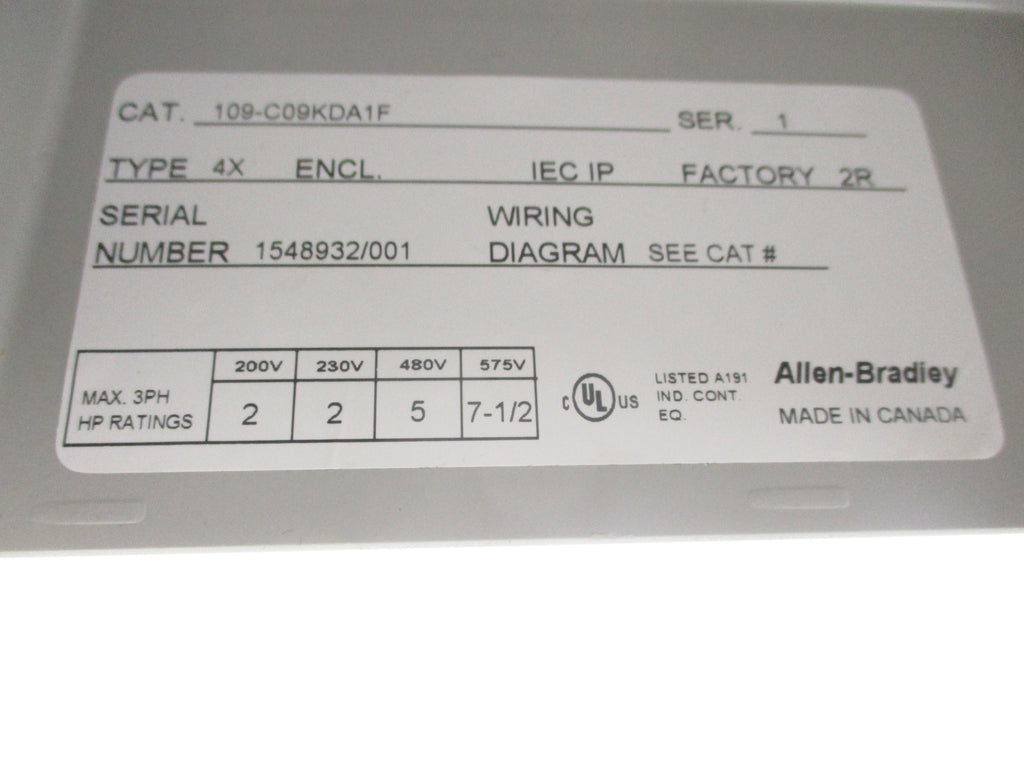 CAT. 109-C09KDA1F SER. 1
TYPE 4X ENCL. IEC IP FACTORY 2R
SERIAL WIRING
NUMBER 1548932/001 DIAGRAM SEE CAT #
200V 230V 480V 575V
MAX. 3PH
HP RATINGS 2 2 5 7-1/2
C UL US
LISTED A191
IND. CONT.
EQ.
Allen-Bradley
MADE IN CANADA